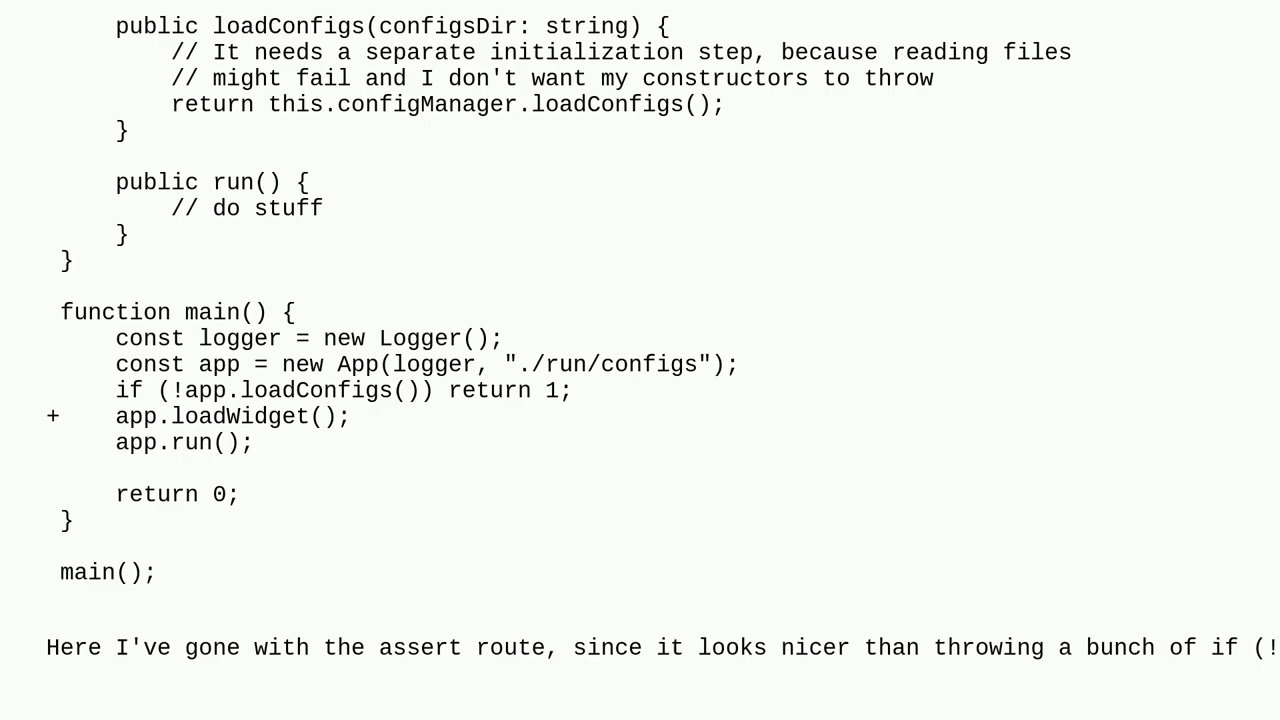 public loadConfigs(configsDir: string) {
// It needs a separate initialization step, because reading files
// might fail and I don't want my constructors to throw
return this.configManager.loadConfigs();
}
public run() {
// do stuff
}
}
function main() {
const logger = new Logger();
const app = new App(logger, "./run/configs");
if (!app.loadConfigs()) return 1;
+ app.loadWidget();
app.run();
return 0;
}
main();
Here I've gone with the assert route, since it looks nicer than throwing a bunch of if (!